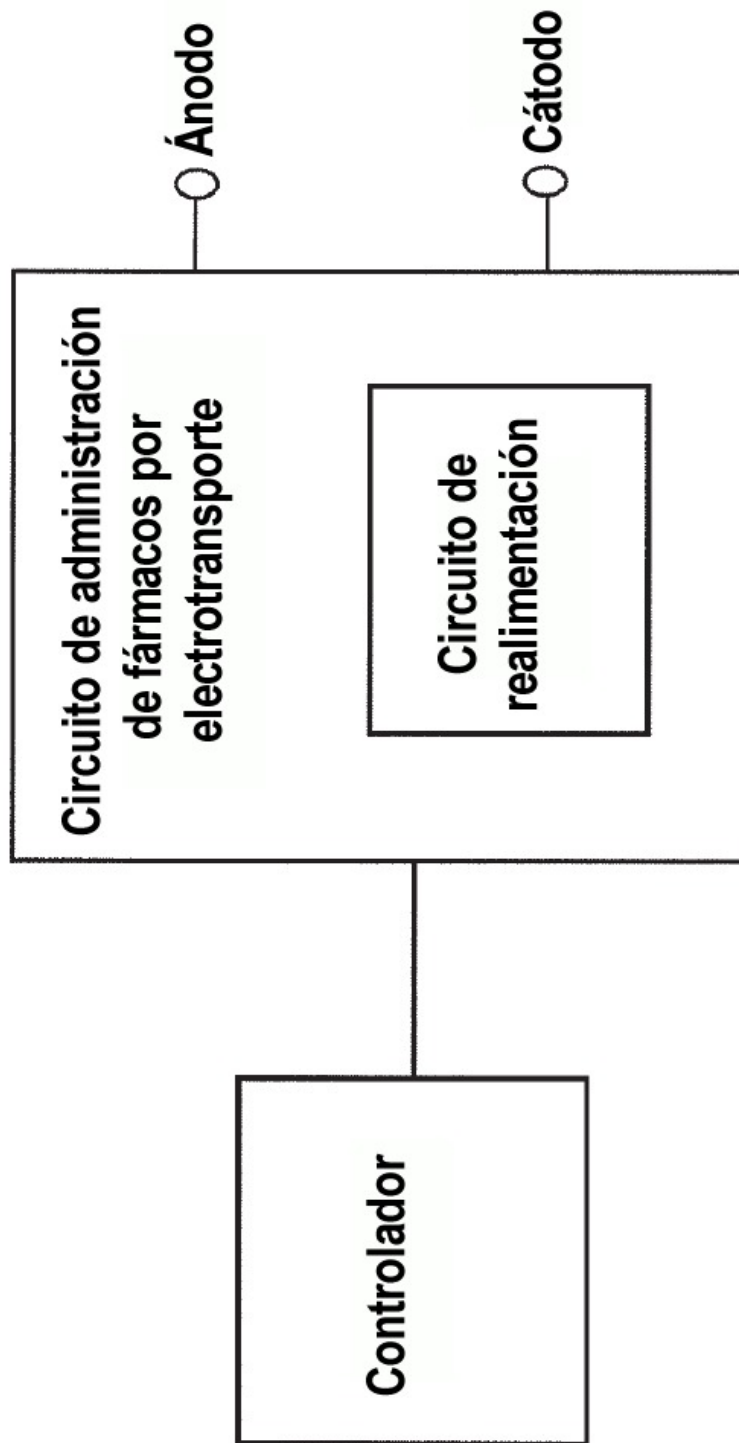 Controlador
Circuito de administración
de fármacos por
electrotransporte
Circuito de
realimentación
Ánodo
Cátodo